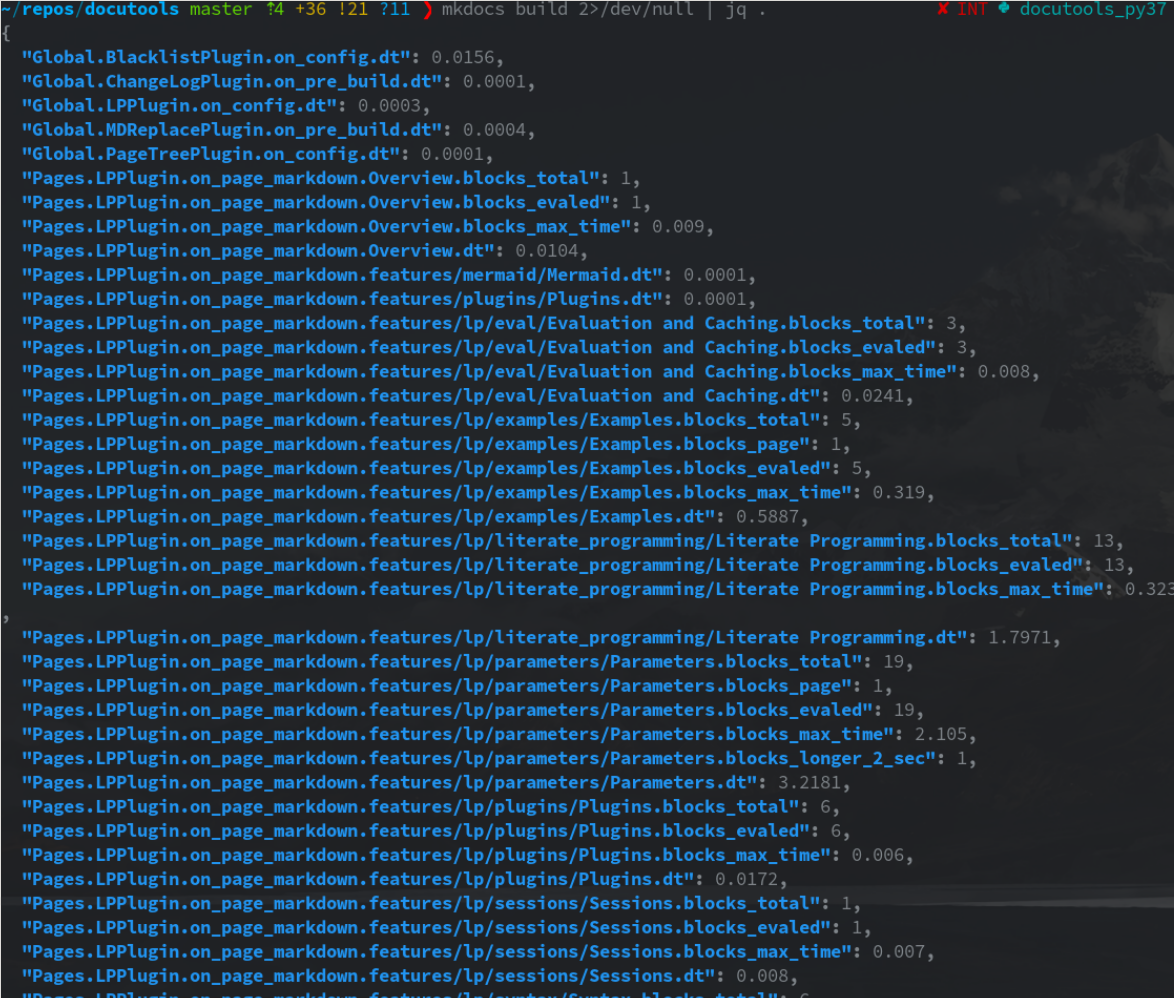 ~/repos/docutools master ⇡4 +36 !21 ?11 ❯ mkdocs build 2>/dev/null | jq . ✘ INT docutools_py37
{
"Global.BlacklistPlugin.on_config.dt": 0.0156,
"Global.ChangeLogPlugin.on_pre_build.dt": 0.0001,
"Global.LPPlugin.on_config.dt": 0.0003,
"Global.MDReplacePlugin.on_pre_build.dt": 0.0004,
"Global.PageTreePlugin.on_config.dt": 0.0001,
"Pages.LPPlugin.on_page_markdown.Overview.blocks_total": 1,
"Pages.LPPlugin.on_page_markdown.Overview.blocks_evaled": 1,
"Pages.LPPlugin.on_page_markdown.Overview.blocks_max_time": 0.009,
"Pages.LPPlugin.on_page_markdown.Overview.dt": 0.0104,
"Pages.LPPlugin.on_page_markdown.features/mermaid/Mermaid.dt": 0.0001,
"Pages.LPPlugin.on_page_markdown.features/plugins/Plugins.dt": 0.0001,
"Pages.LPPlugin.on_page_markdown.features/lp/eval/Evaluation and Caching.blocks_total": 3,
"Pages.LPPlugin.on_page_markdown.features/lp/eval/Evaluation and Caching.blocks_evaled": 3,
"Pages.LPPlugin.on_page_markdown.features/lp/eval/Evaluation and Caching.blocks_max_time": 0.008,
"Pages.LPPlugin.on_page_markdown.features/lp/eval/Evaluation and Caching.dt": 0.0241,
"Pages.LPPlugin.on_page_markdown.features/lp/examples/Examples.blocks_total": 5,
"Pages.LPPlugin.on_page_markdown.features/lp/examples/Examples.blocks_page": 1,
"Pages.LPPlugin.on_page_markdown.features/lp/examples/Examples.blocks_evaled": 5,
"Pages.LPPlugin.on_page_markdown.features/lp/examples/Examples.blocks_max_time": 0.319,
"Pages.LPPlugin.on_page_markdown.features/lp/examples/Examples.dt": 0.5887,
"Pages.LPPlugin.on_page_markdown.features/lp/literate_programming/Literate Programming.blocks_total": 13,
"Pages.LPPlugin.on_page_markdown.features/lp/literate_programming/Literate Programming.blocks_evaled": 13,
"Pages.LPPlugin.on_page_markdown.features/lp/literate_programming/Literate Programming.blocks_max_time": 0.323
,
"Pages.LPPlugin.on_page_markdown.features/lp/literate_programming/Literate Programming.dt": 1.7971,
"Pages.LPPlugin.on_page_markdown.features/lp/parameters/Parameters.blocks_total": 19,
"Pages.LPPlugin.on_page_markdown.features/lp/parameters/Parameters.blocks_page": 1,
"Pages.LPPlugin.on_page_markdown.features/lp/parameters/Parameters.blocks_evaled": 19,
"Pages.LPPlugin.on_page_markdown.features/lp/parameters/Parameters.blocks_max_time": 2.105,
"Pages.LPPlugin.on_page_markdown.features/lp/parameters/Parameters.blocks_longer_2_sec": 1,
"Pages.LPPlugin.on_page_markdown.features/lp/parameters/Parameters.dt": 3.2181,
"Pages.LPPlugin.on_page_markdown.features/lp/plugins/Plugins.blocks_total": 6,
"Pages.LPPlugin.on_page_markdown.features/lp/plugins/Plugins.blocks_evaled": 6,
"Pages.LPPlugin.on_page_markdown.features/lp/plugins/Plugins.blocks_max_time": 0.006,
"Pages.LPPlugin.on_page_markdown.features/lp/plugins/Plugins.dt": 0.0172,
"Pages.LPPlugin.on_page_markdown.features/lp/sessions/Sessions.blocks_total": 1,
"Pages.LPPlugin.on_page_markdown.features/lp/sessions/Sessions.blocks_evaled": 1,
"Pages.LPPlugin.on_page_markdown.features/lp/sessions/Sessions.blocks_max_time": 0.007,
"Pages.LPPlugin.on_page_markdown.features/lp/sessions/Sessions.dt": 0.008,